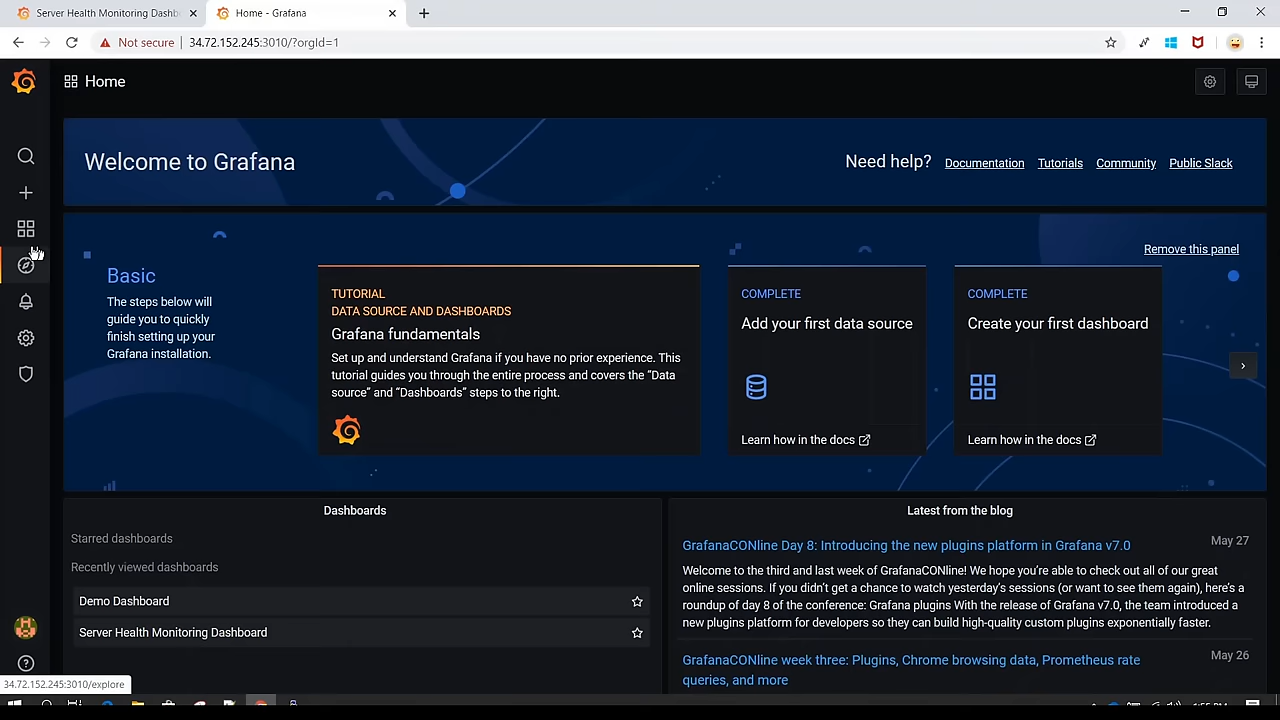 Server Health Monitoring Dashb
Home - Grafana
Not secure
34.72.152.245:3010/?orgId=1
Home
Welcome to Grafana
Need help?
Documentation
Tutorials
Community
Public Slack
Remove this panel
Basic
The steps below will
guide you to quickly
finish setting up your
Grafana installation.
TUTORIAL
DATA SOURCE AND DASHBOARDS
Grafana fundamentals
Set up and understand Grafana if you have no prior experience. This
tutorial guides you through the entire process and covers the “Data
source” and “Dashboards” steps to the right.
COMPLETE
Add your first data source
Learn how in the docs
COMPLETE
Create your first dashboard
Learn how in the docs
Dashboards
Starred dashboards
Recently viewed dashboards
Demo Dashboard
Server Health Monitoring Dashboard
Latest from the blog
GrafanaCONline Day 8: Introducing the new plugins platform in Grafana v7.0
May 27
Welcome to the third and last week of GrafanaCONline! We hope you’re able to check out all of our great
online sessions. If you didn’t get a chance to watch yesterday’s sessions (or want to see them again), here’s a
roundup of day 8 of the conference: Grafana plugins With the release of Grafana v7.0, the team introduced a
new plugins platform for developers so they can build high-quality custom plugins exponentially faster.
GrafanaCONline week three: Plugins, Chrome browsing data, Prometheus rate
queries, and more
May 26
34.72.152.245:3010/explore